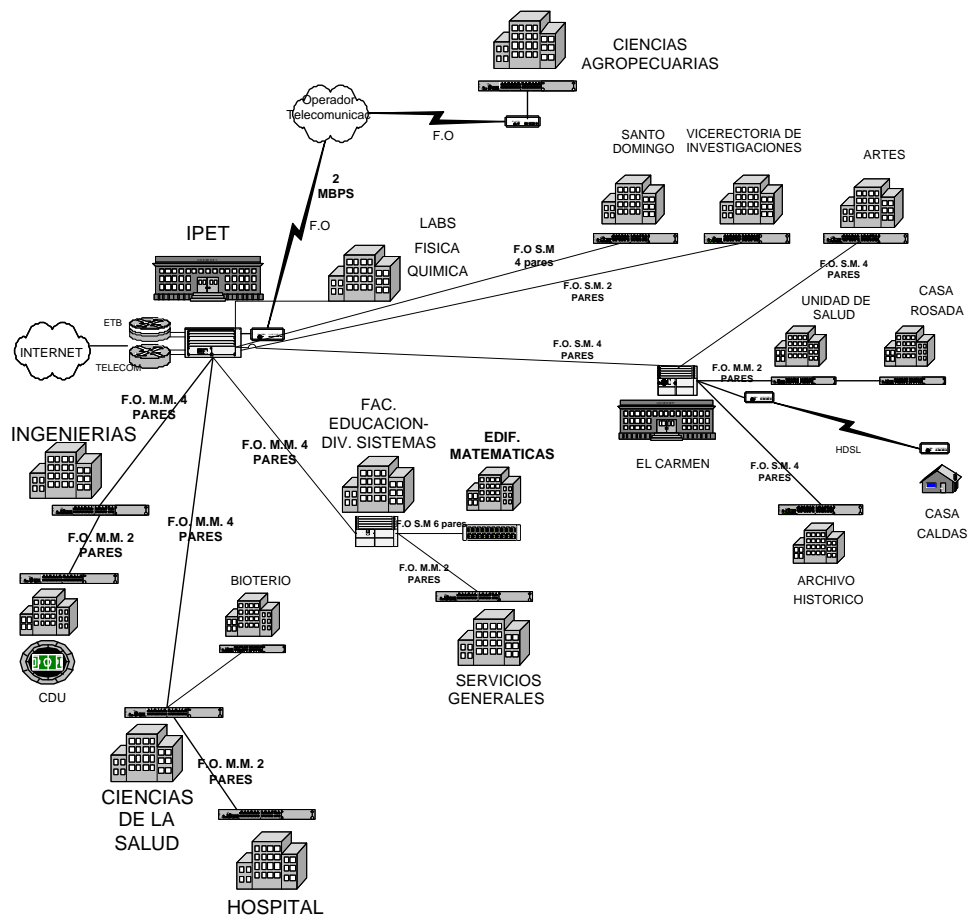 CIENCIAS
AGROPECUARIAS
Operador
Telecomunicac
F.O
SANTO
DOMINGO
VICERECTORIA DE
INVESTIGACIONES
ARTES
2
MBPS
F.O
IPET
LABS
FISICA
QUIMICA
F.O S.M
4 pares
F.O. S.M. 2
PARES
F.O. S.M. 4
PARES
UNIDAD DE
SALUD
CASA
ROSADA
ETB
INTERNET
TELECOM
F.O. S.M. 4
PARES
F.O. M.M. 2
PARES
F.O. M.M. 4
PARES
INGENIERIAS
FAC.
EDUCACION-
DIV. SISTEMAS
F.O. M.M. 4
PARES
EDIF.
MATEMATICAS
EL CARMEN
HDSL
F.O. S.M. 4
PARES
CASA
CALDAS
F.O. M.M. 4
PARES
F.O S.M 6 pares
F.O. M.M. 2
PARES
F.O. M.M. 2
PARES
ARCHIVO
HISTORICO
BIOTERIO
CDU
SERVICIOS
GENERALES
F.O. M.M. 2
PARES
CIENCIAS
DE LA
SALUD
HOSPITAL